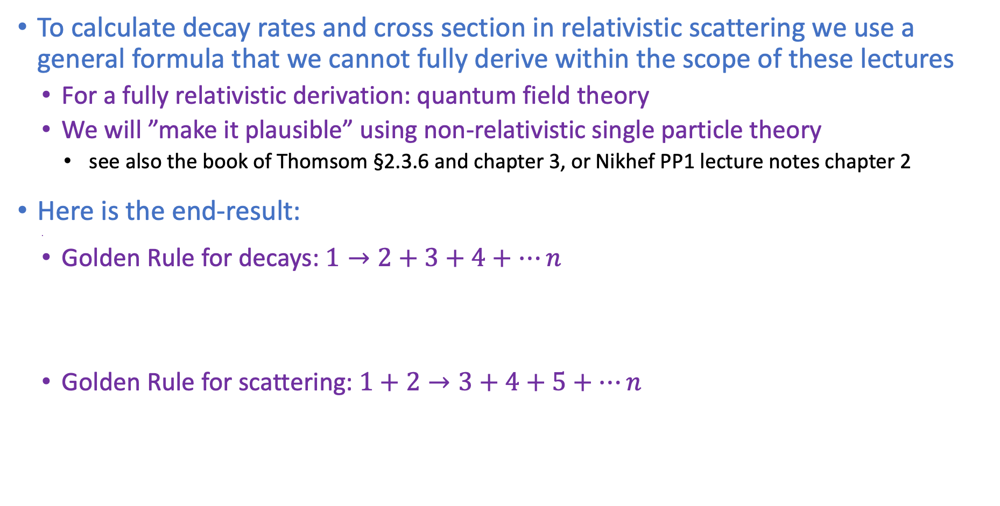 • To calculate decay rates and cross section in relativistic scattering we use a
general formula that we cannot fully derive within the scope of these lectures
• For a fully relativistic derivation: quantum field theory
• We will ”make it plausible” using non-relativistic single particle theory
• see also the book of Thomsom §2.3.6 and chapter 3, or Nikhef PP1 lecture notes chapter 2
• Here is the end-result:
• Golden Rule for decays: 1 → 2 + 3 + 4 + ⋯ 𝑛
• Golden Rule for scattering: 1 + 2 → 3 + 4 + 5 + ⋯ 𝑛